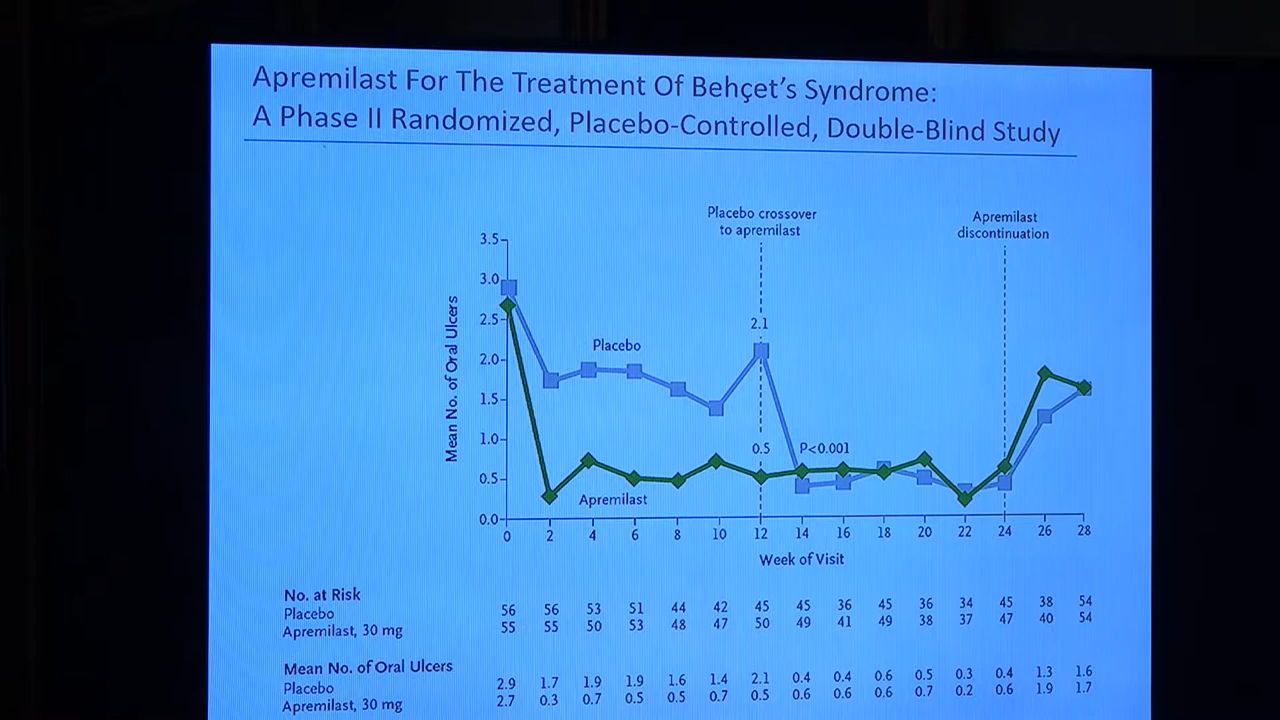 Apremilast For The Treatment Of Behçet's Syndrome:
A Phase II Randomized, Placebo-Controlled, Double-Blind Study
Placebo crossover
to apremilast
Apremilast
discontinuation
Mean No. of Oral Ulcers
3.5
3.0
2.5
2.0
1.5
1.0
0.5
0.0
Placebo
2.1
0.5
P<0.001
Apremilast
0 2 4 6 8 10 12 14 16 18 20 22 24 26 28
Week of Visit
No. at Risk
Placebo 56 56 53 51 44 42 45 45 36 45 36 34 45 38 54
Apremilast, 30 mg 55 55 50 53 48 47 50 49 41 49 38 37 47 40 54
Mean No. of Oral Ulcers
Placebo 2.9 1.7 1.9 1.9 1.6 1.4 2.1 0.4 0.4 0.6 0.5 0.3 0.4 1.3 1.6
Apremilast, 30 mg 2.7 0.3 0.7 0.5 0.5 0.7 0.5 0.6 0.6 0.6 0.7 0.2 0.6 1.9 1.7